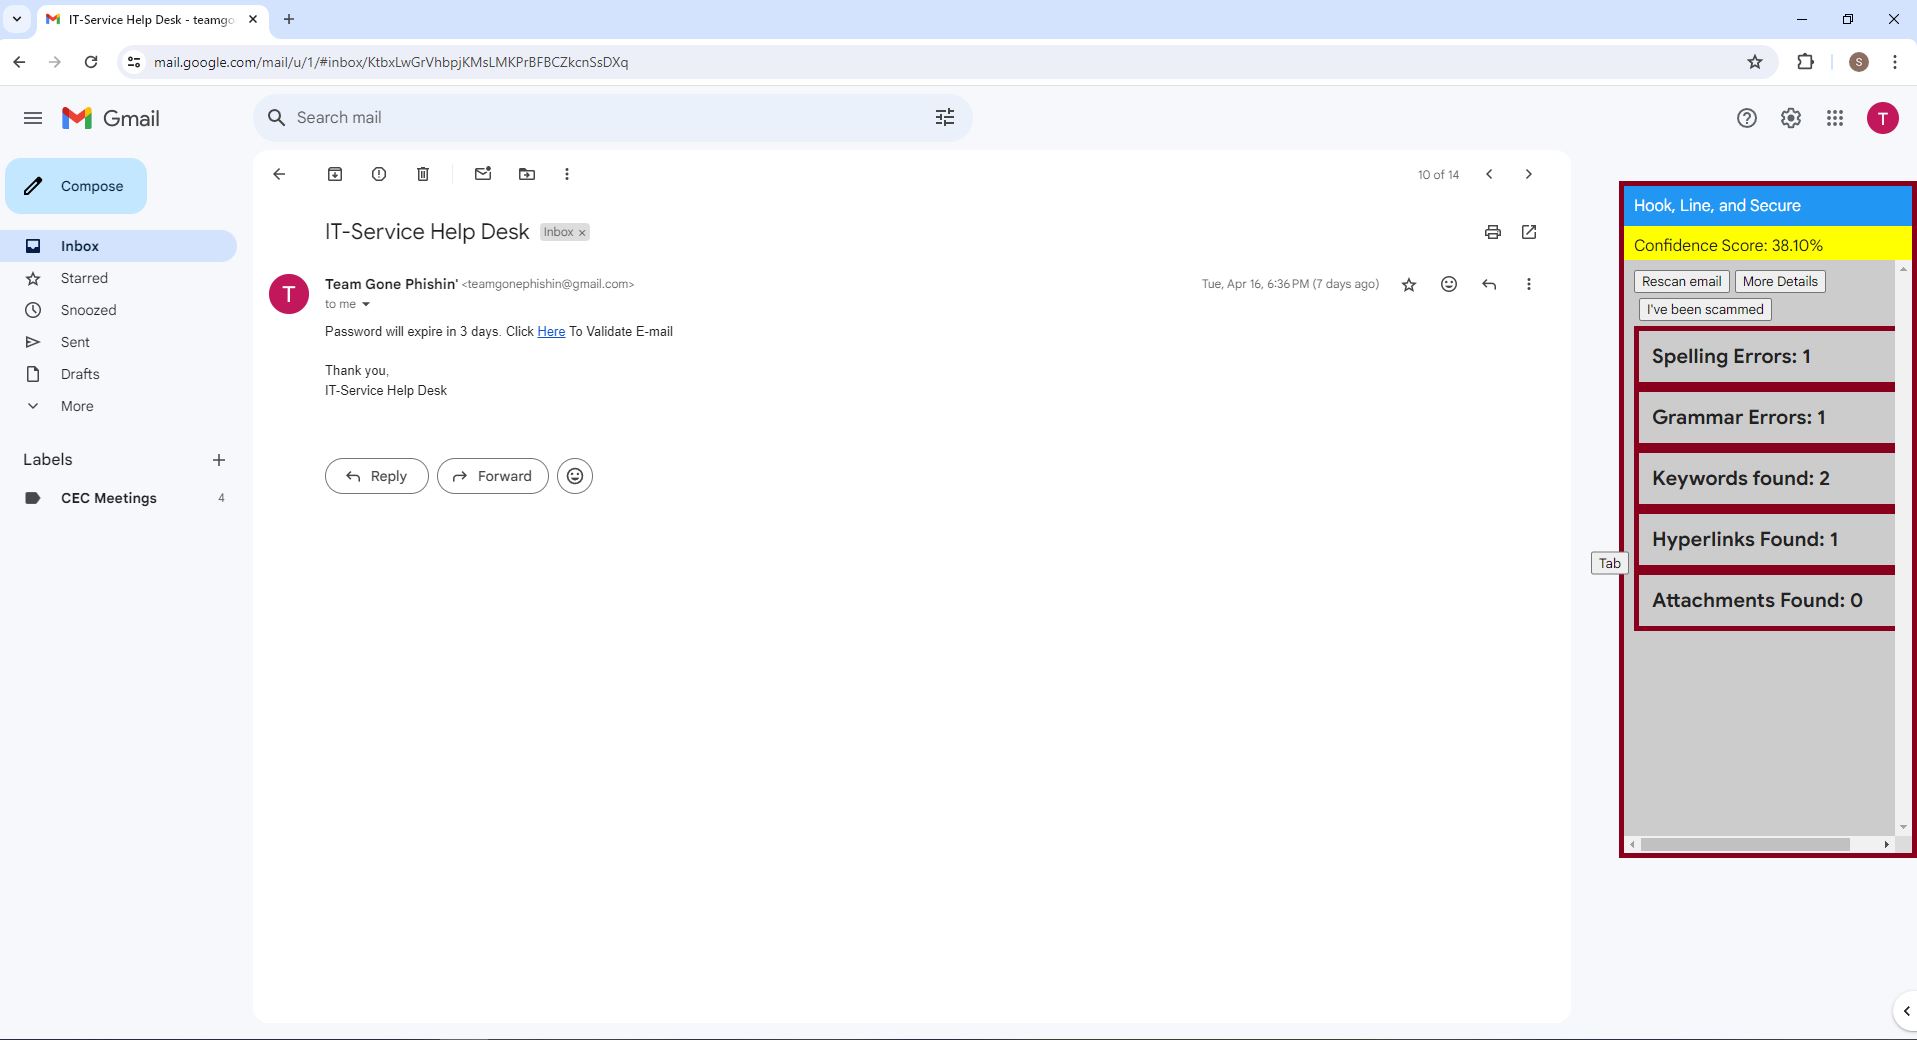 IT-Service Help Desk - teamgo
mail.google.com/mail/u/1/#inbox/KtbxLwGrVhbpjKMsLMKPrBFBCZkcnSsDXq
S
Gmail
Search mail
T
Compose
Inbox
Starred
Snoozed
Sent
Drafts
More
Labels
CEC Meetings 4
10 of 14
IT-Service Help Desk Inbox x
T
Team Gone Phishin' <teamgonephishin@gmail.com> Tue, Apr 16, 6:36 PM (7 days ago)
to me
Password will expire in 3 days. Click Here To Validate E-mail
Thank you,
IT-Service Help Desk
Reply Forward
Hook, Line, and Secure
Confidence Score: 38.10%
Rescan email More Details
I've been scammed
Spelling Errors: 1
Grammar Errors: 1
Keywords found: 2
Hyperlinks Found: 1
Tab
Attachments Found: 0